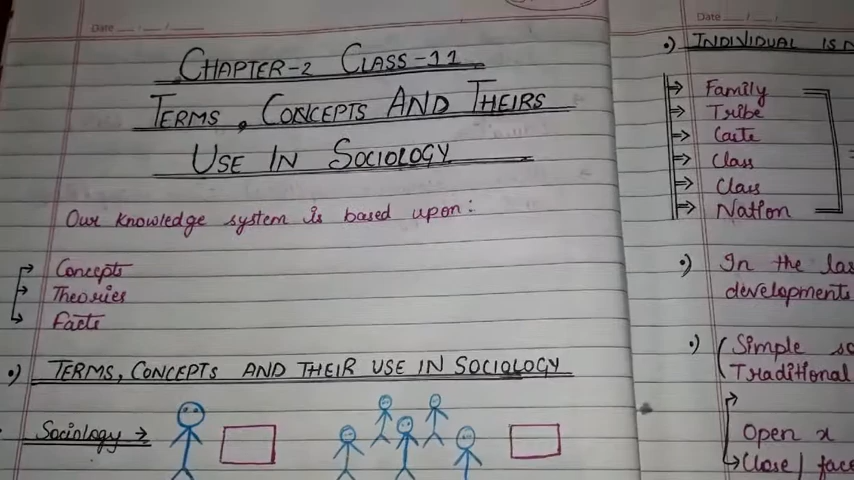 Date
CHAPTER-2 CLASS-11
TERMS, CONCEPTS AND THEIRS
USE IN SOCIOLOGY
Our knowledge system is based upon:
Concepts
Theories
Facts
TERMS, CONCEPTS AND THEIR USE IN SOCIOLOGY
Sociology
Date
INDIVIDUAL IS
Family
Tribe
Caste
Class
Clan
Nation
In the
developments
Simple
Traditional
Open x
Close /